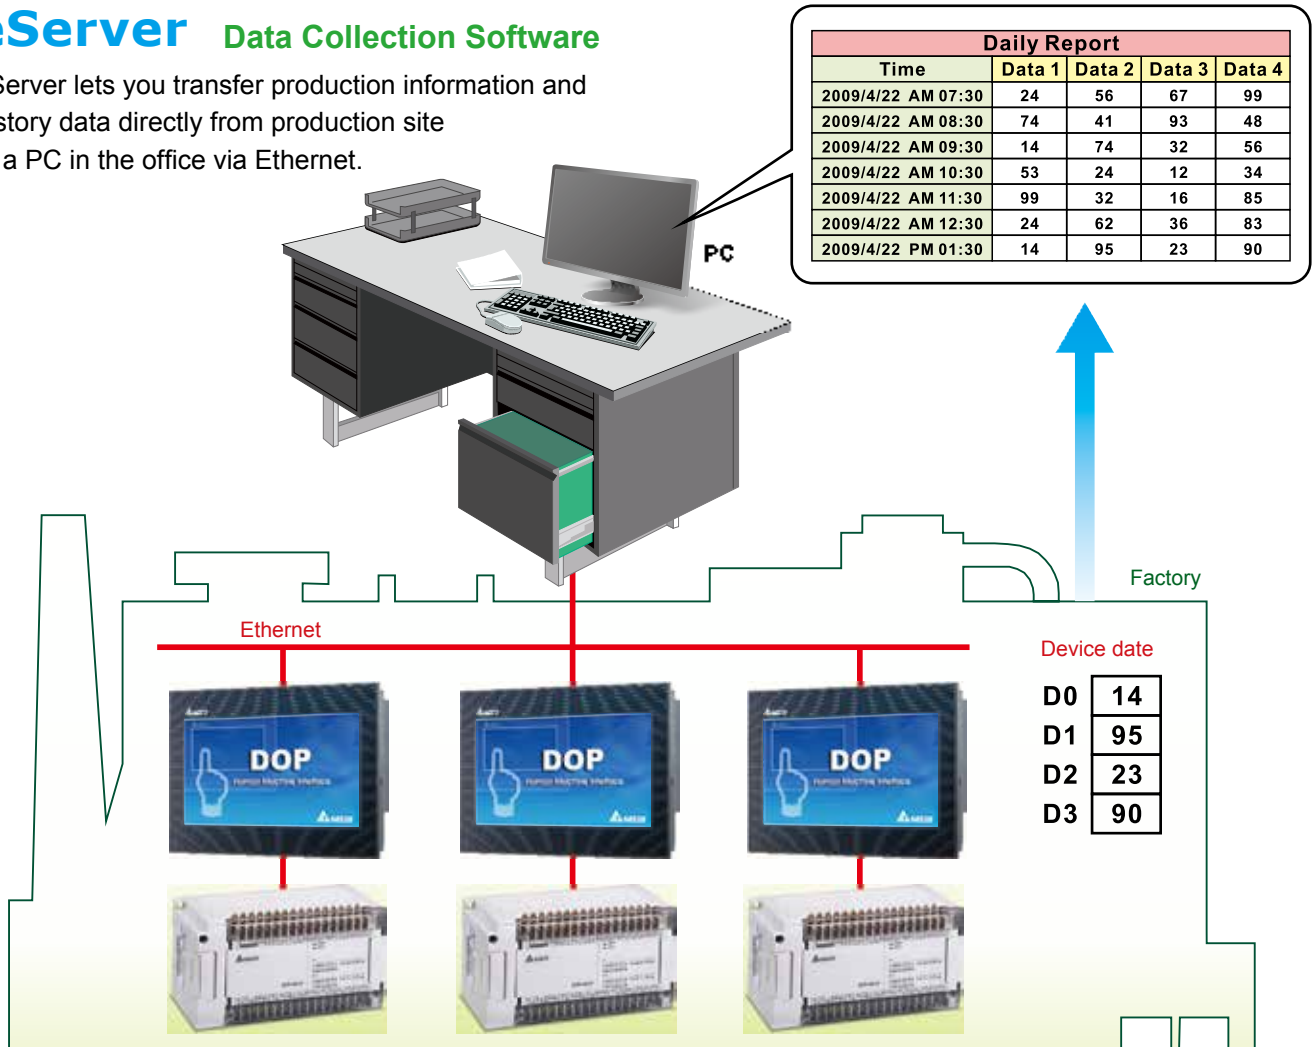 eServer Data Collection Software
Server lets you transfer production information and
story data directly from production site
a PC in the office via Ethernet.
Daily Report
Time Data 1 Data 2 Data 3 Data 4
2009/4/22 AM 07:30 24 56 67 99
2009/4/22 AM 08:30 74 41 93 48
2009/4/22 AM 09:30 14 74 32 56
2009/4/22 AM 10:30 53 24 12 34
2009/4/22 AM 11:30 99 32 16 85
2009/4/22 AM 12:30 24 62 36 83
2009/4/22 PM 01:30 14 95 23 90
PC
Factory
Ethernet
Device date
D0 14
D1 95
D2 23
D3 90
DOP
DOP
DOP